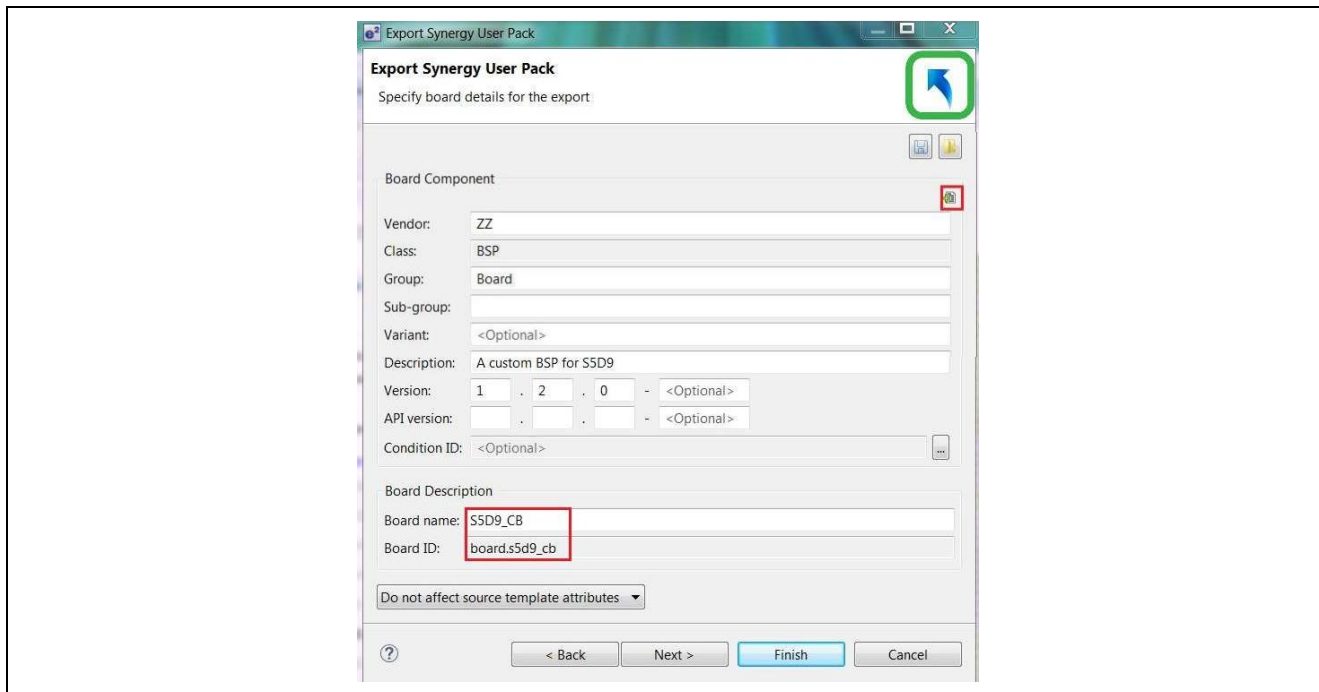 e² Export Synergy User Pack
Export Synergy User Pack
Specify board details for the export
Board Component
Vendor: ZZ
Class: BSP
Group: Board
Sub-group:
Variant: <Optional>
Description: A custom BSP for S5D9
Version: 1 . 2 . 0 - <Optional>
API version: . . - <Optional>
Condition ID: <Optional> ...
Board Description
Board name: S5D9_CB
Board ID: board.s5d9_cb
Do not affect source template attributes
? < Back Next > Finish Cancel